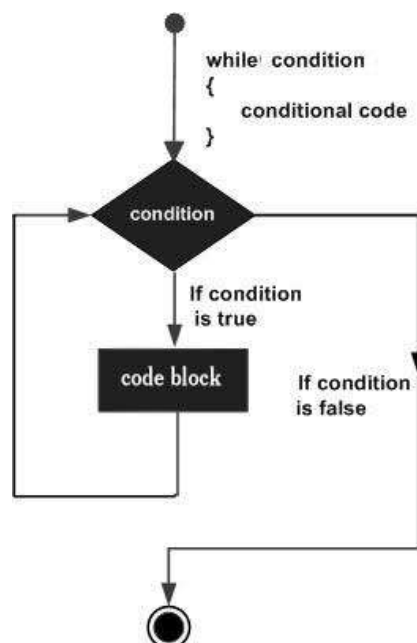 while condition
{
conditional code
}
condition
If condition
is true
code block
If condition
is false